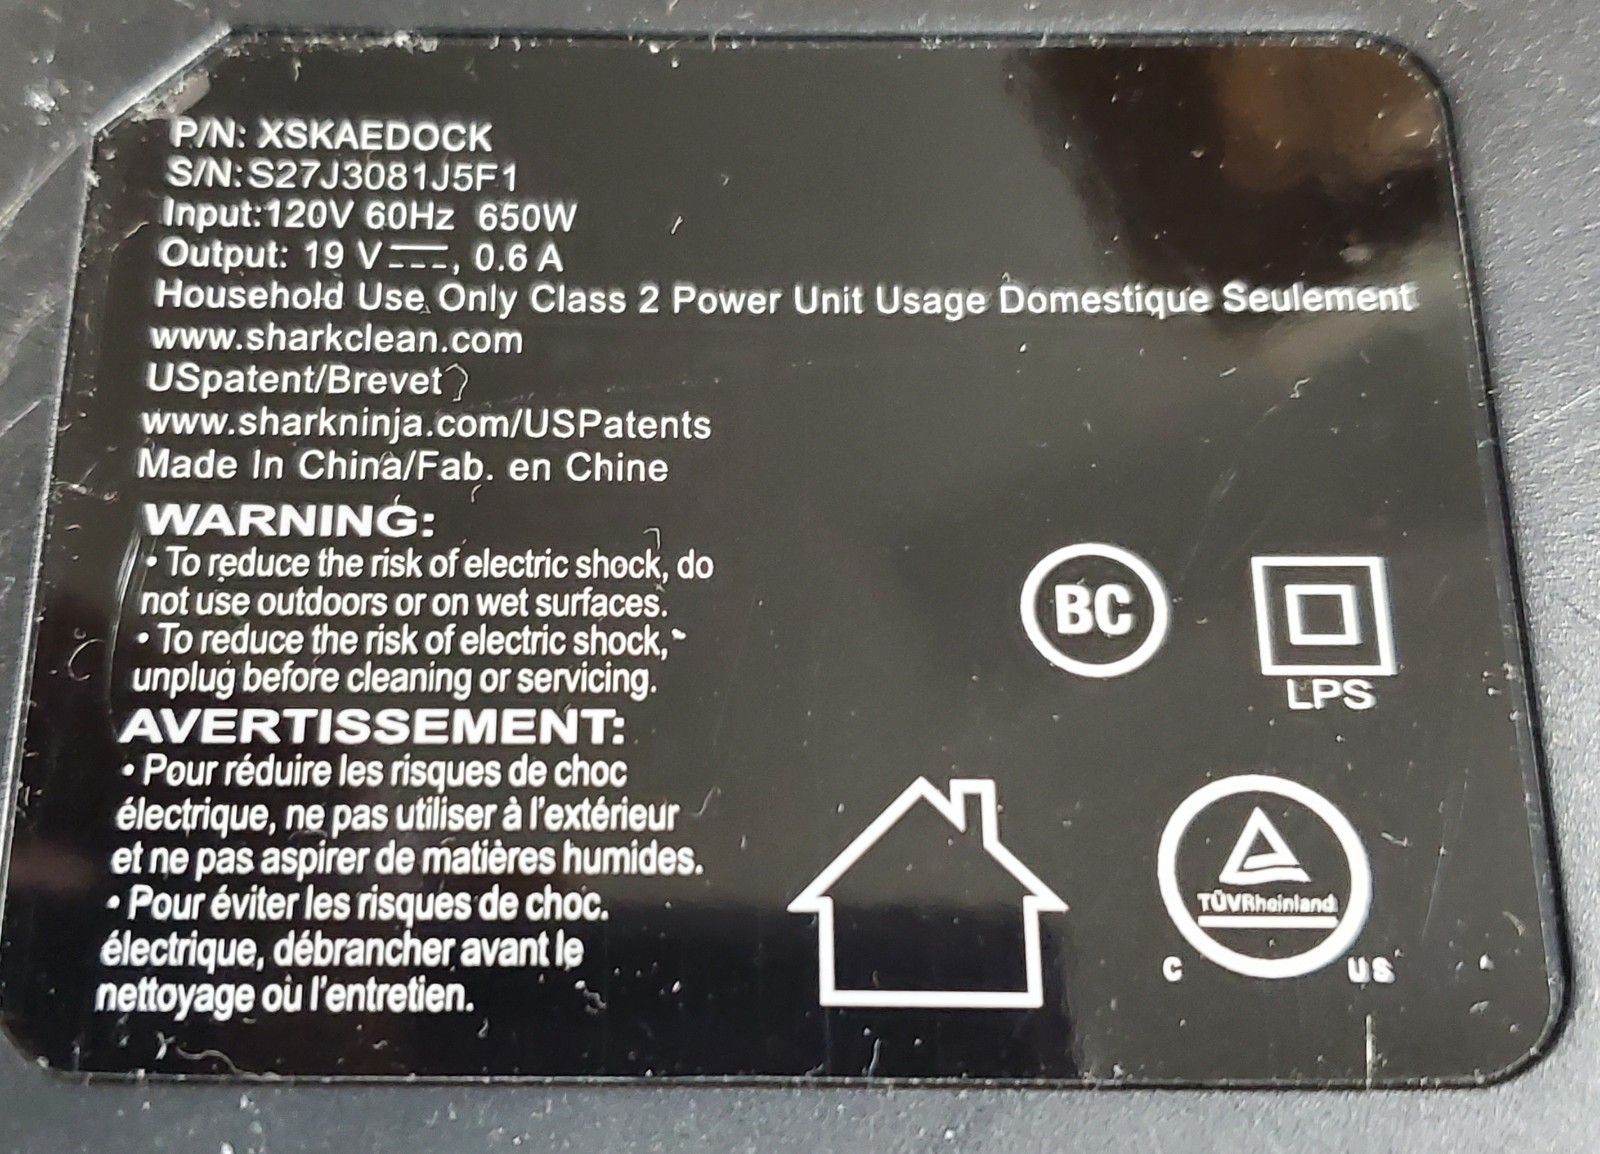 P/N: XSKAEDOCK
S/N:S27J3081J5F1
Input:120V 60Hz 650W
Output: 19 V⎓, 0.6 A
Household Use Only Class 2 Power Unit Usage Domestique Seulement
www.sharkclean.com
USpatent/Brevet
www.sharkninja.com/USPatents
Made In China/Fab. en Chine
WARNING:
• To reduce the risk of electric shock, do
not use outdoors or on wet surfaces.
• To reduce the risk of electric shock,
unplug before cleaning or servicing.
AVERTISSEMENT:
• Pour réduire les risques de choc
électrique, ne pas utiliser à l'extérieur
et ne pas aspirer de matières humides.
• Pour éviter les risques de choc.
électrique, débrancher avant le
nettoyage où l'entretien.
BC
LPS
TÜVRheinland
C US